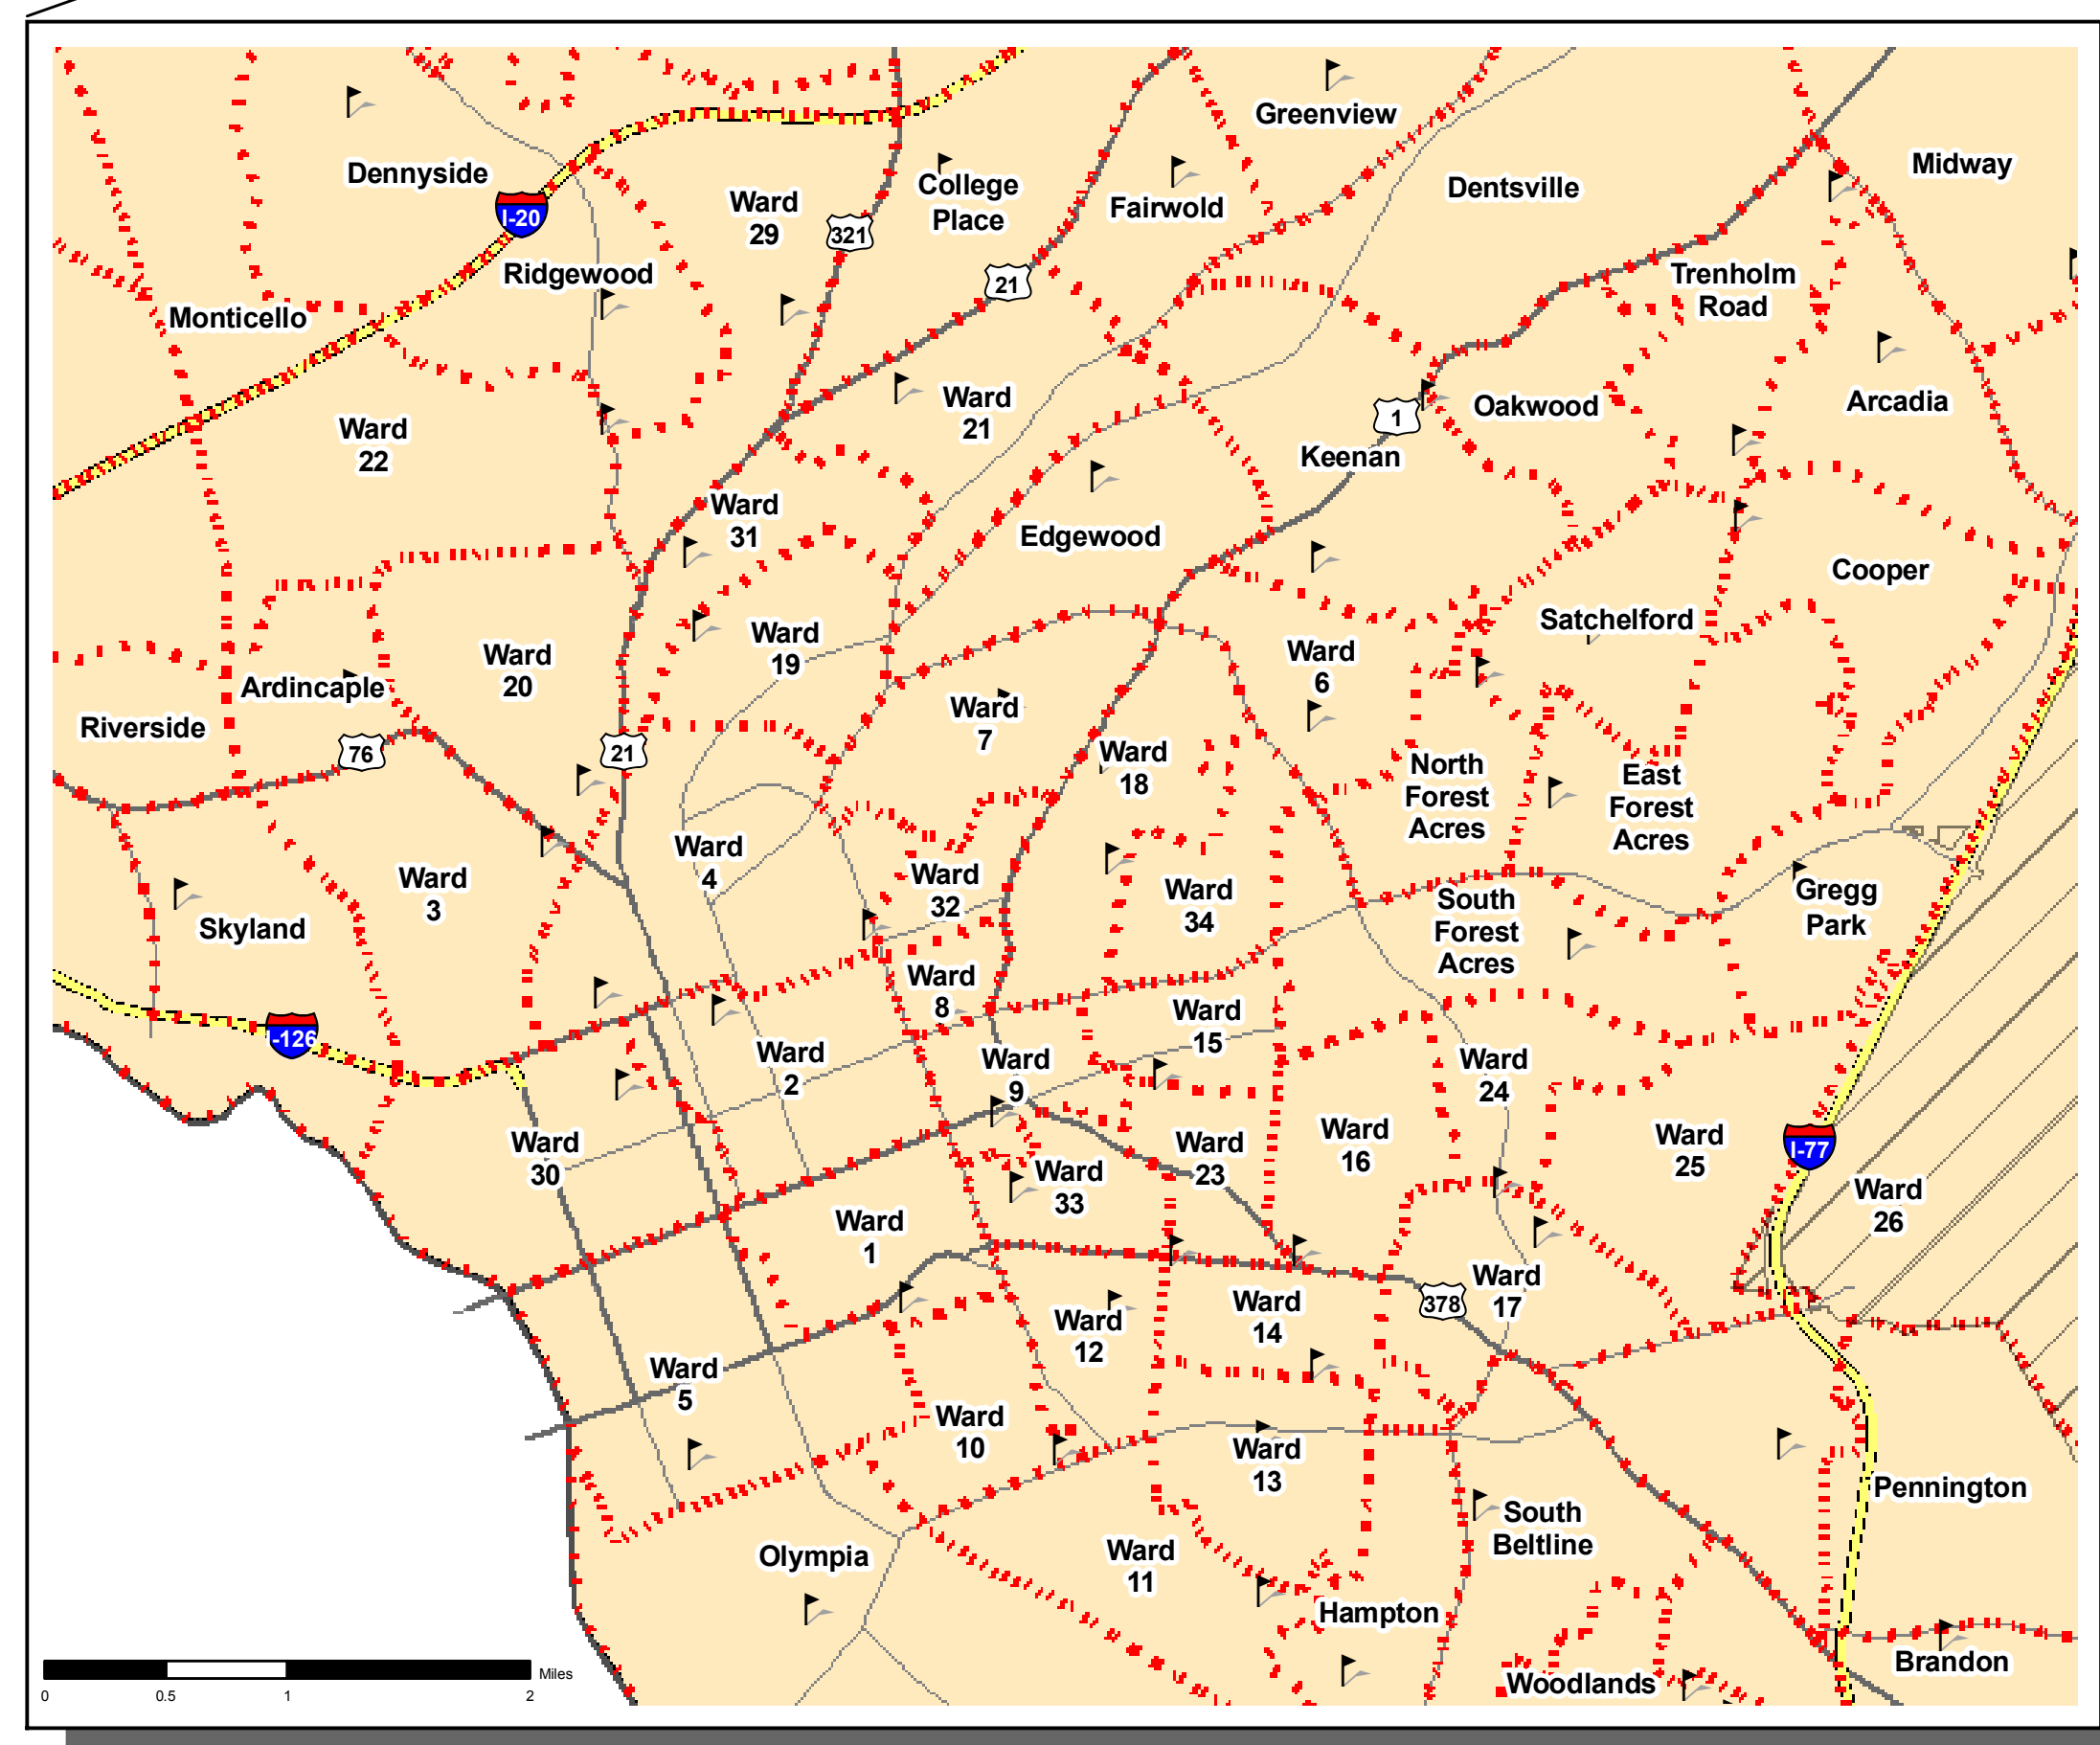 Greenview
Dennyside
College
Place
Fairwold
Dentsville
Midway
I-20
Ward
29
321
Ridgewood
21
Trenholm
Road
Monticello
Ward
22
Ward
21
1
Oakwood
Arcadia
Keenan
Ward
31
Edgewood
Cooper
Satchelford
Ward
19
Ward
20
Ward
6
Ardincaple
Riverside
76
21
Ward
7
Ward
18
North
Forest
Acres
East
Forest
Acres
Ward
4
Ward
3
Ward
32
Ward
34
South
Forest
Acres
Gregg
Park
Skyland
Ward
8
Ward
15
I-126
Ward
2
Ward
9
Ward
24
Ward
30
Ward
33
Ward
23
Ward
16
Ward
25
I-77
Ward
26
Ward
1
Ward
12
Ward
14
378
Ward
17
Ward
5
Ward
10
Ward
13
Pennington
South
Beltline
Olympia
Ward
11
Hampton
Woodlands
Brandon
Miles
0 0.5 1 2